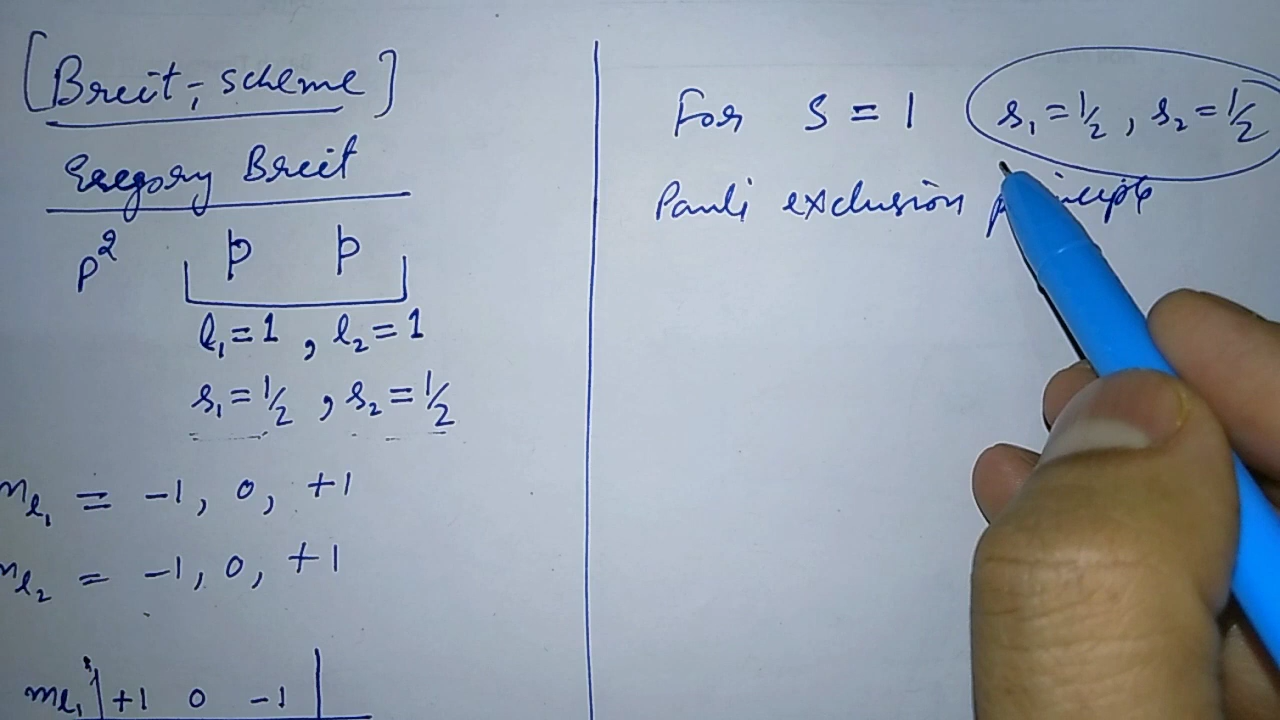 [Breit-scheme]
Gregory Breit
p² p p
l₁=1, l₂=1
s₁=½, s₂=½
mₗ₁ = -1, 0, +1
mₗ₂ = -1, 0, +1
mₗ₁ +1 0 -1
For S = 1 s₁=½, s₂=½
Pauli exclusion principle